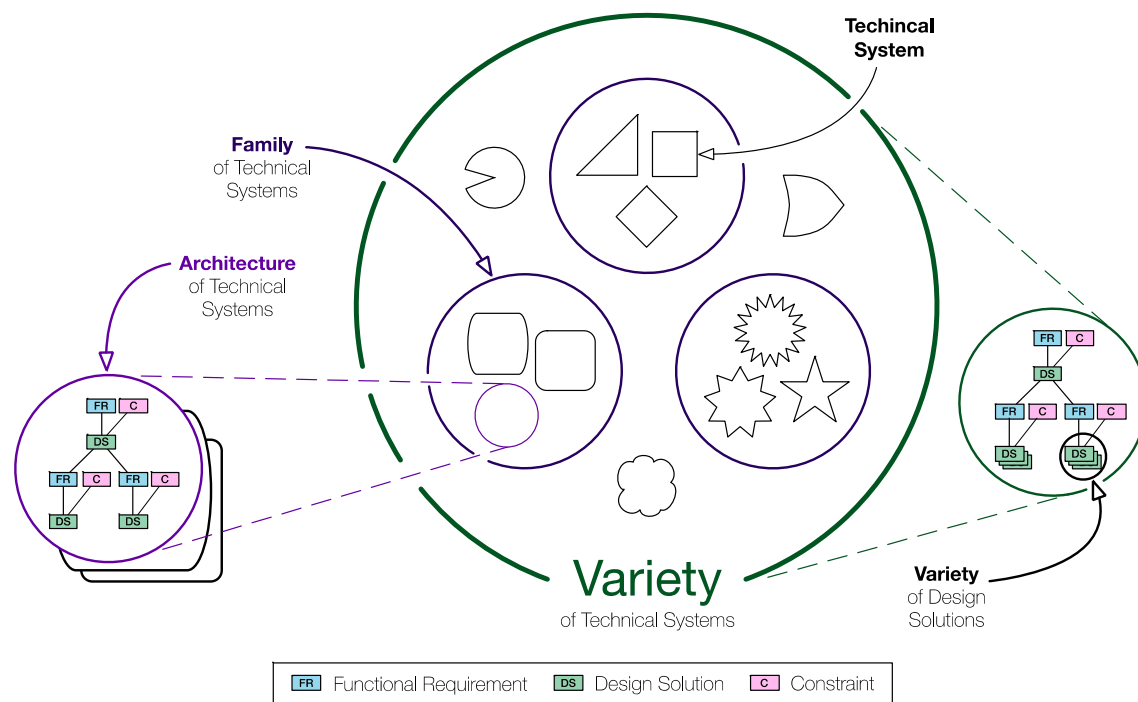 Techincal
System
Family
of Technical
Systems
Architecture
of Technical
Systems
FR C
DS
FR C FR C
DS DS
FR C
DS
FR C FR C
DS DS
Variety
of Technical Systems
Variety
of Design
Solutions
FR Functional Requirement DS Design Solution C Constraint